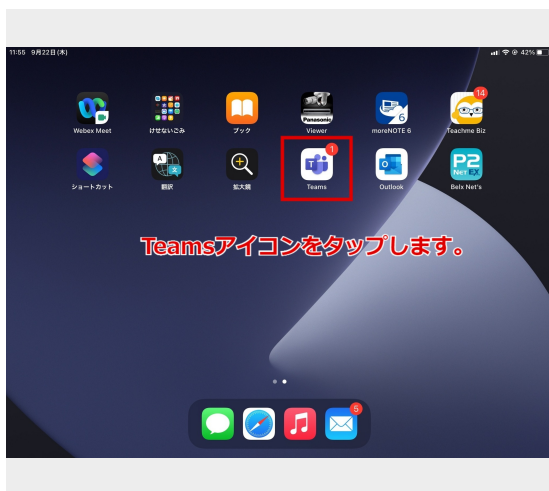 11:55 9月22日(木)
42%
14
Panasonic
6
Webex Meet けせないごみ ブック Viewer moreNOTE 6 Teachme Biz
A
文
1
P2
NET EX
ショートカット 翻訳 拡大鏡 Teams Outlook Belx Net's
Teamsアイコンをタップします。
5